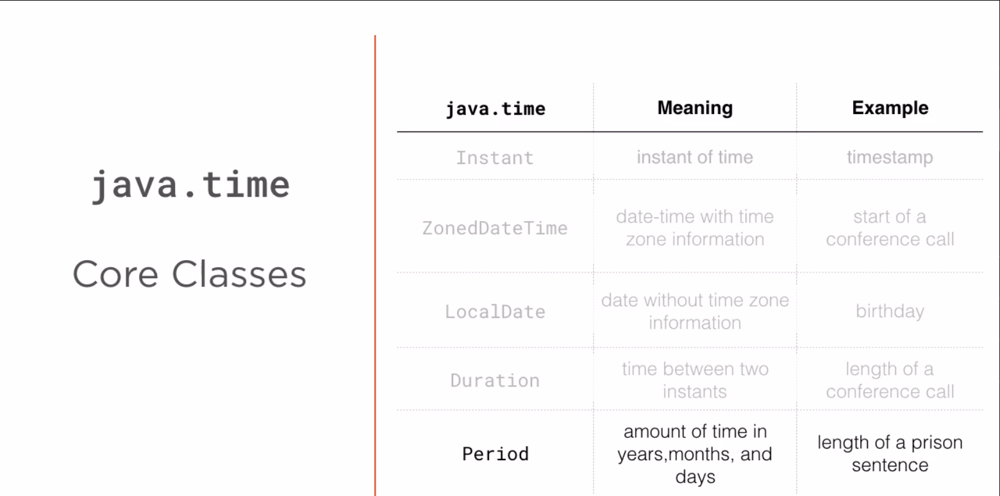 java.time
Core Classes
java.time Meaning Example
Instant instant of time timestamp
ZonedDateTime
date-time with time
zone information
start of a
conference call
LocalDate
date without time zone
information
birthday
Duration
time between two
instants
length of a
conference call
Period
amount of time in
years,months, and
days
length of a prison
sentence